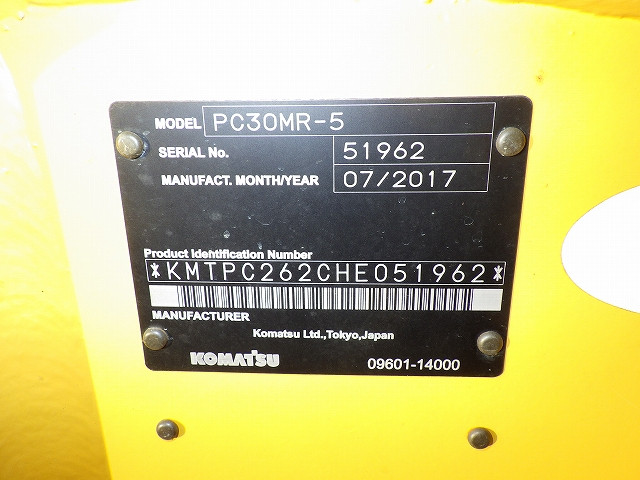 MODEL PC30MR-5
SERIAL No. 51962
MANUFACT. MONTH/YEAR 07/2017
Product Identification Number
*KMTPC262CHE051962*
MANUFACTURER
Komatsu Ltd.,Tokyo,Japan
KOMATSU 09601-14000